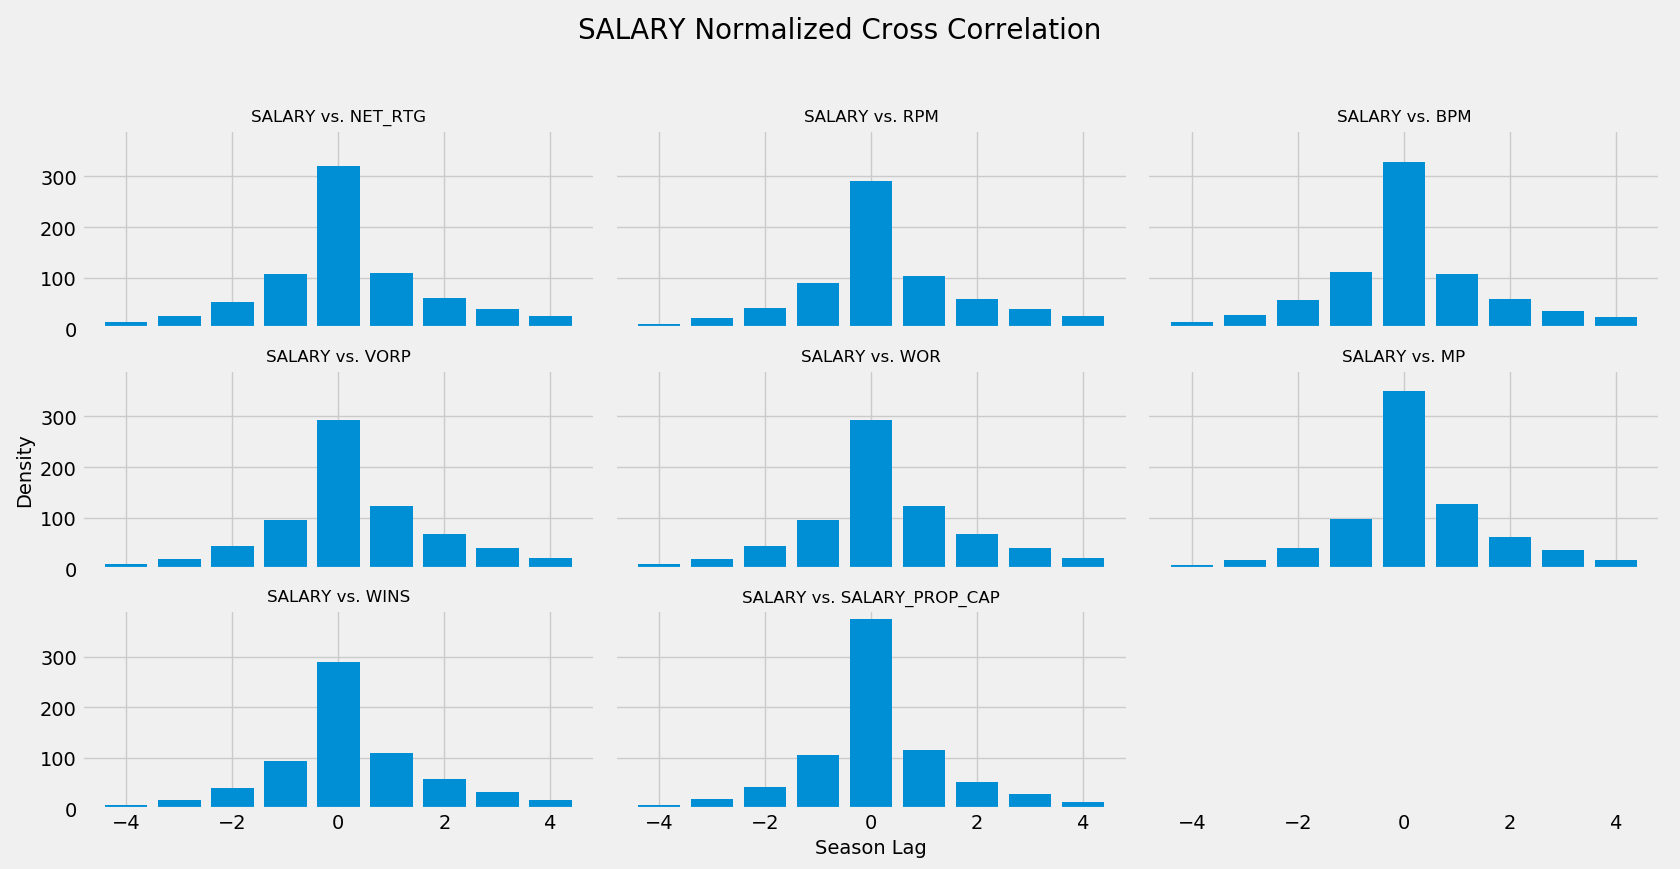 SALARY Normalized Cross Correlation
SALARY vs. NET_RTG
SALARY vs. RPM
SALARY vs. BPM
300
200
100
0
SALARY vs. VORP
SALARY vs. WOR
SALARY vs. MP
300
200
100
0
Density
SALARY vs. WINS
SALARY vs. SALARY_PROP_CAP
300
200
100
0
−4 −2 0 2 4
−4 −2 0 2 4
−4 −2 0 2 4
Season Lag